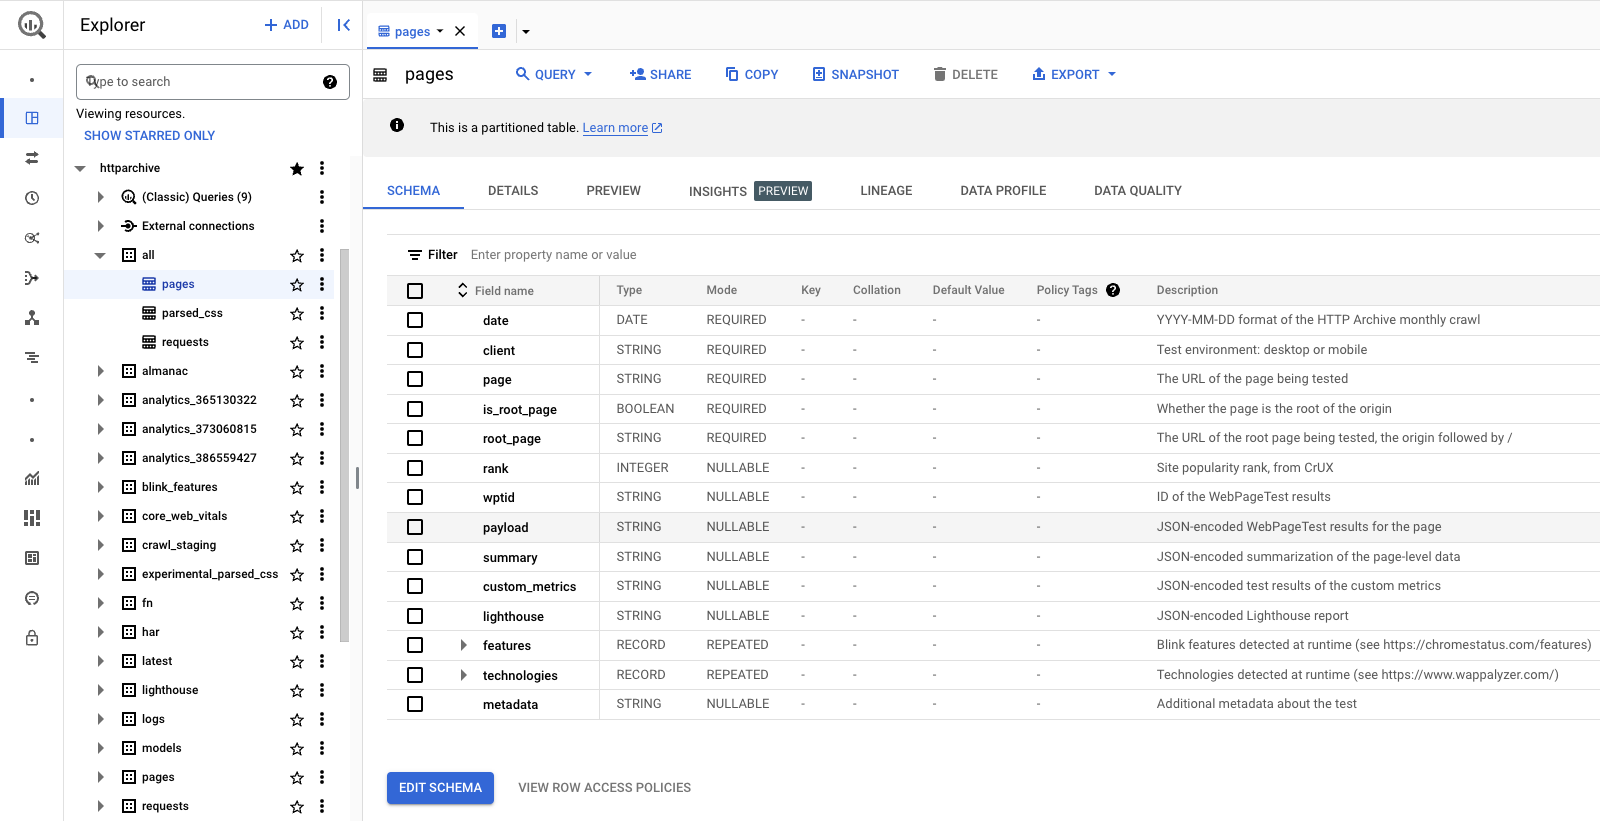 Explorer
ADD
Type to search
Viewing resources.
SHOW STARRED ONLY
httparchive
(Classic) Queries (9)
External connections
all
pages
parsed_css
requests
almanac
analytics_365130322
analytics_373060815
analytics_386559427
blink_features
core_web_vitals
crawl_staging
experimental_parsed_css
fn
har
latest
lighthouse
logs
models
pages
requests
pages
pages
QUERY SHARE COPY SNAPSHOT DELETE EXPORT
This is a partitioned table. Learn more
SCHEMA DETAILS PREVIEW INSIGHTS PREVIEW LINEAGE DATA PROFILE DATA QUALITY
Filter Enter property name or value
Field name Type Mode Key Collation Default Value Policy Tags ? Description
date DATE REQUIRED - - - - YYYY-MM-DD format of the HTTP Archive monthly crawl
client STRING REQUIRED - - - - Test environment: desktop or mobile
page STRING REQUIRED - - - - The URL of the page being tested
is_root_page BOOLEAN REQUIRED - - - - Whether the page is the root of the origin
root_page STRING REQUIRED - - - - The URL of the root page being tested, the origin followed by /
rank INTEGER NULLABLE - - - - Site popularity rank, from CrUX
wptid STRING NULLABLE - - - - ID of the WebPageTest results
payload STRING NULLABLE - - - - JSON-encoded WebPageTest results for the page
summary STRING NULLABLE - - - - JSON-encoded summarization of the page-level data
custom_metrics STRING NULLABLE - - - - JSON-encoded test results of the custom metrics
lighthouse STRING NULLABLE - - - - JSON-encoded Lighthouse report
features RECORD REPEATED - - - - Blink features detected at runtime (see https://chromestatus.com/features)
technologies RECORD REPEATED - - - - Technologies detected at runtime (see https://www.wappalyzer.com/)
metadata STRING NULLABLE - - - - Additional metadata about the test
EDIT SCHEMA VIEW ROW ACCESS POLICIES